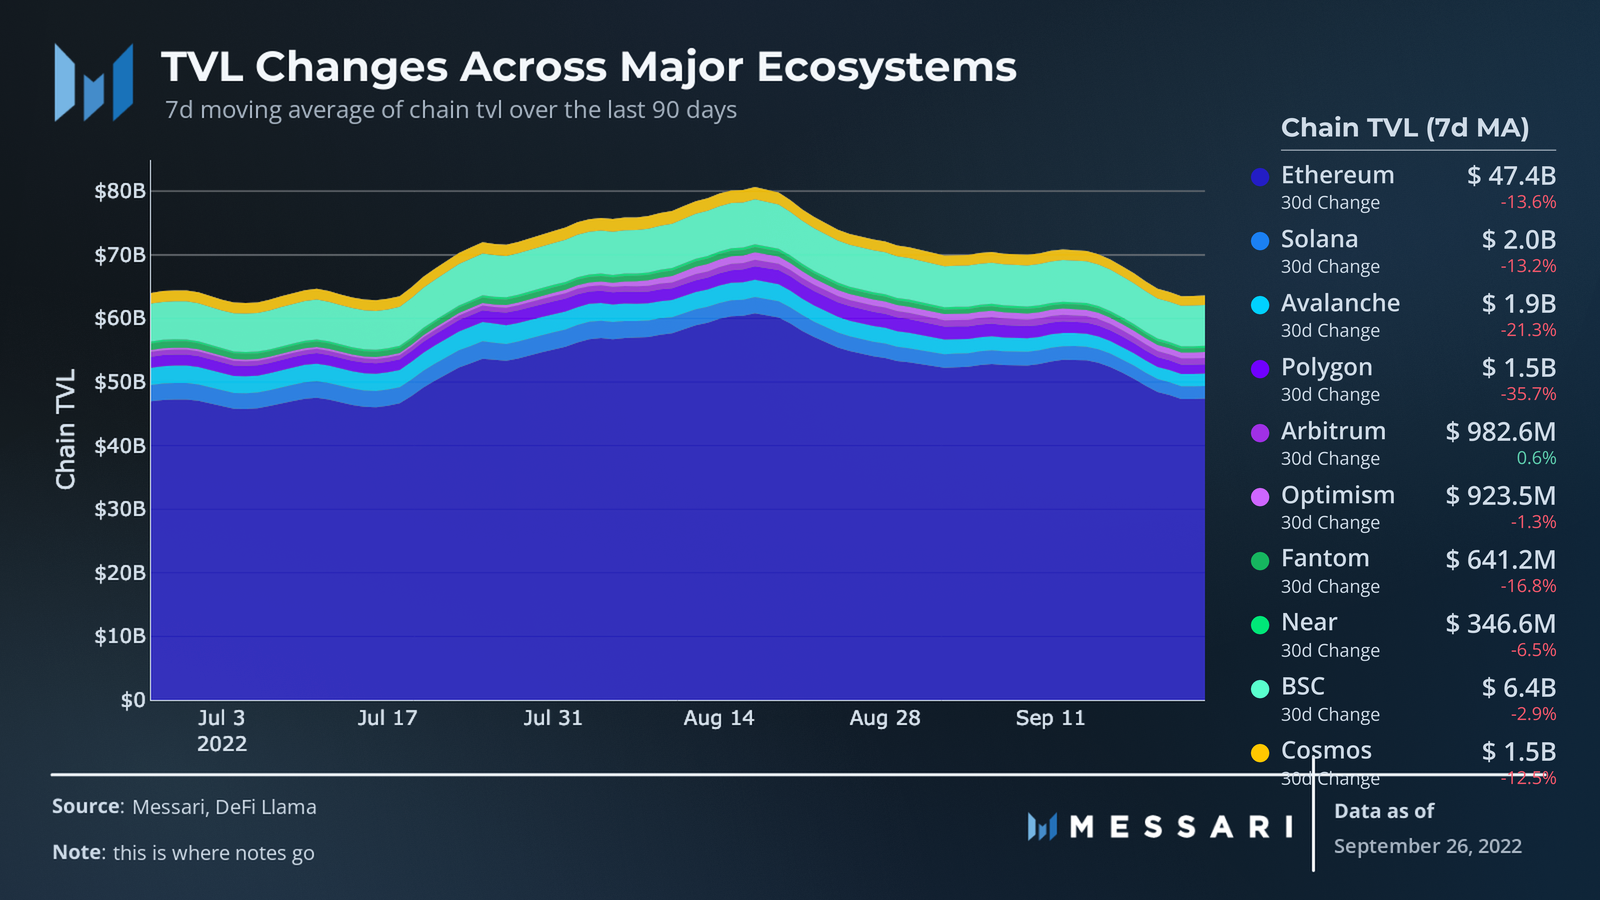 TVL Changes Across Major Ecosystems
7d moving average of chain tvl over the last 90 days
Chain TVL
$80B
$70B
$60B
$50B
$40B
$30B
$20B
$10B
$0
Jul 3
2022
Jul 17
Jul 31
Aug 14
Aug 28
Sep 11
Chain TVL (7d MA)
Ethereum $ 47.4B
30d Change -13.6%
Solana $ 2.0B
30d Change -13.2%
Avalanche $ 1.9B
30d Change -21.3%
Polygon $ 1.5B
30d Change -35.7%
Arbitrum $ 982.6M
30d Change 0.6%
Optimism $ 923.5M
30d Change -1.3%
Fantom $ 641.2M
30d Change -16.8%
Near $ 346.6M
30d Change -6.5%
BSC $ 6.4B
30d Change -2.9%
Cosmos $ 1.5B
30d Change -12.5%
Source: Messari, DeFi Llama
Note: this is where notes go
MESSARI
Data as of
September 26, 2022